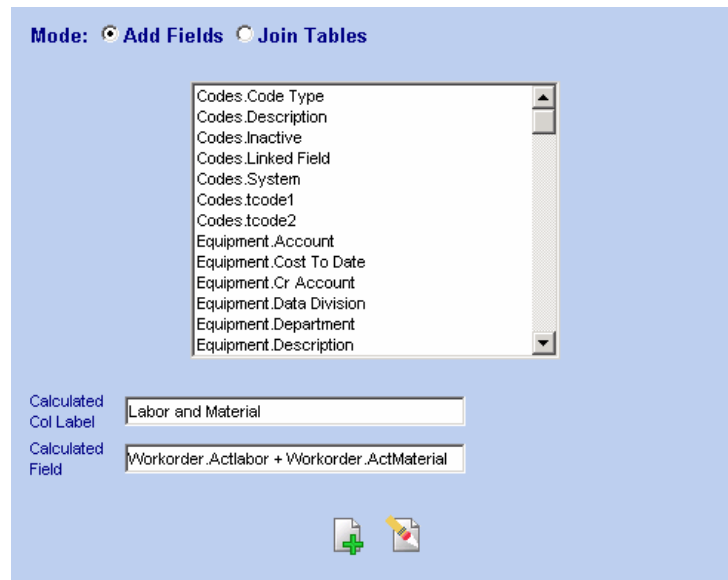 Mode: Add Fields Join Tables
Codes.Code Type
Codes.Description
Codes.Inactive
Codes.Linked Field
Codes.System
Codes.tcode1
Codes.tcode2
Equipment.Account
Equipment.Cost To Date
Equipment.Cr Account
Equipment.Data Division
Equipment.Department
Equipment.Description
Calculated
Col Label
Labor and Material
Calculated
Field
Workorder.Actlabor + Workorder.ActMaterial